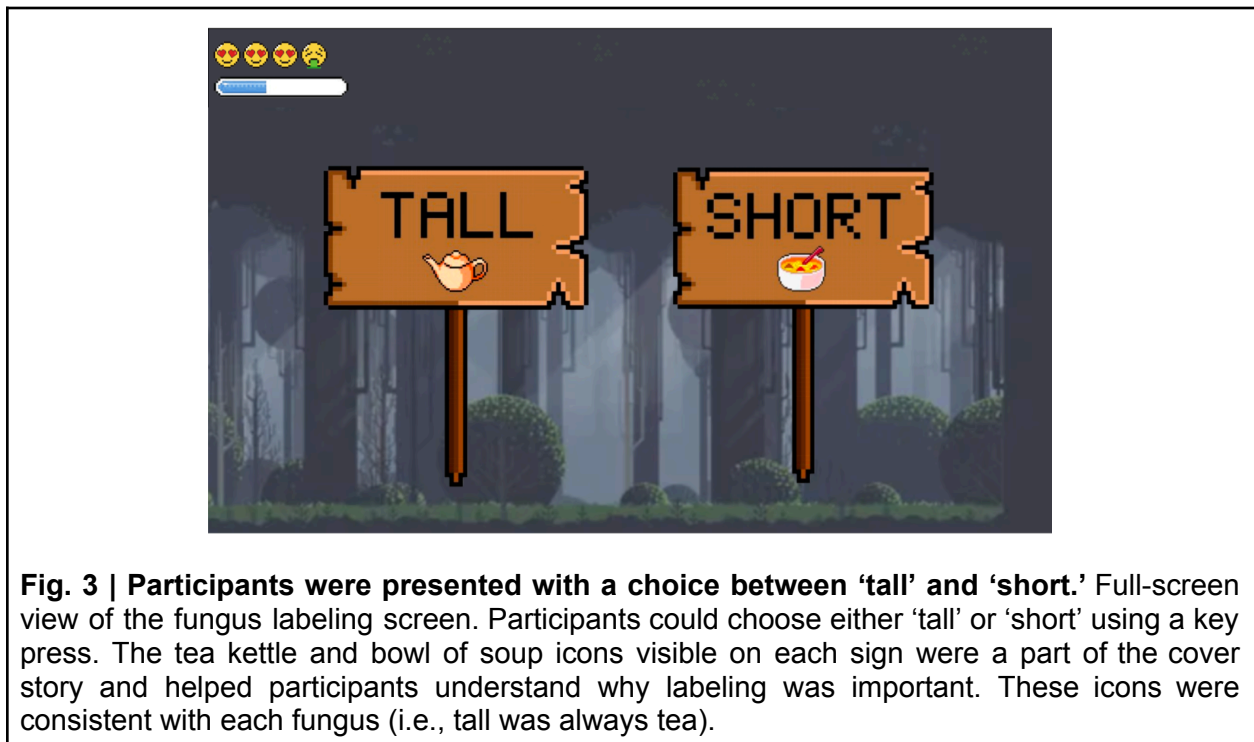 TALL
SHORT
Fig. 3 | Participants were presented with a choice between ‘tall’ and ‘short.’ Full-screen
view of the fungus labeling screen. Participants could choose either ‘tall’ or ‘short’ using a key
press. The tea kettle and bowl of soup icons visible on each sign were a part of the cover
story and helped participants understand why labeling was important. These icons were
consistent with each fungus (i.e., tall was always tea).